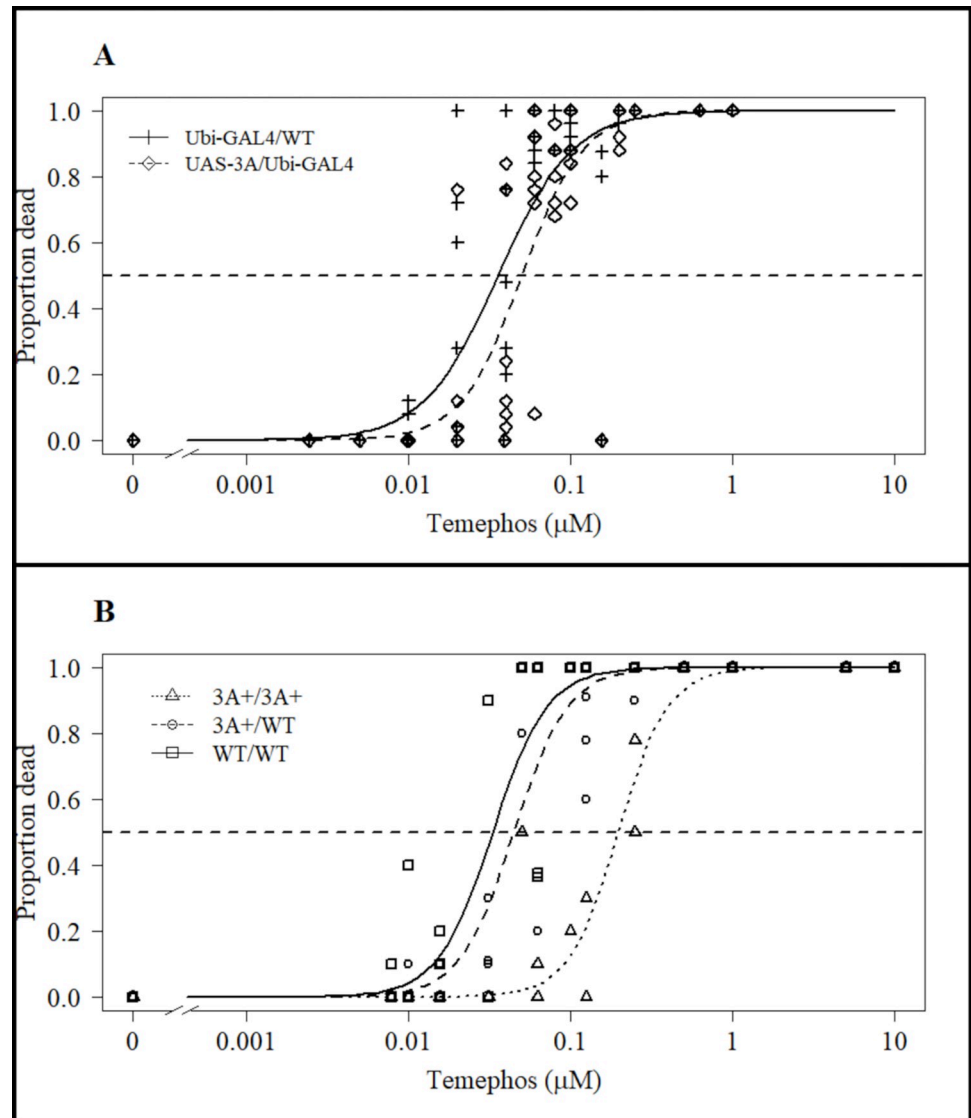 A
Proportion dead
1.0
0.8
0.6
0.4
0.2
0.0
Ubi-GAL4/WT
UAS-3A/Ubi-GAL4
0 0.001 0.01 0.1 1 10
Temephos (μM)
B
Proportion dead
1.0
0.8
0.6
0.4
0.2
0.0
3A+/3A+
3A+/WT
WT/WT
0 0.001 0.01 0.1 1 10
Temephos (μM)